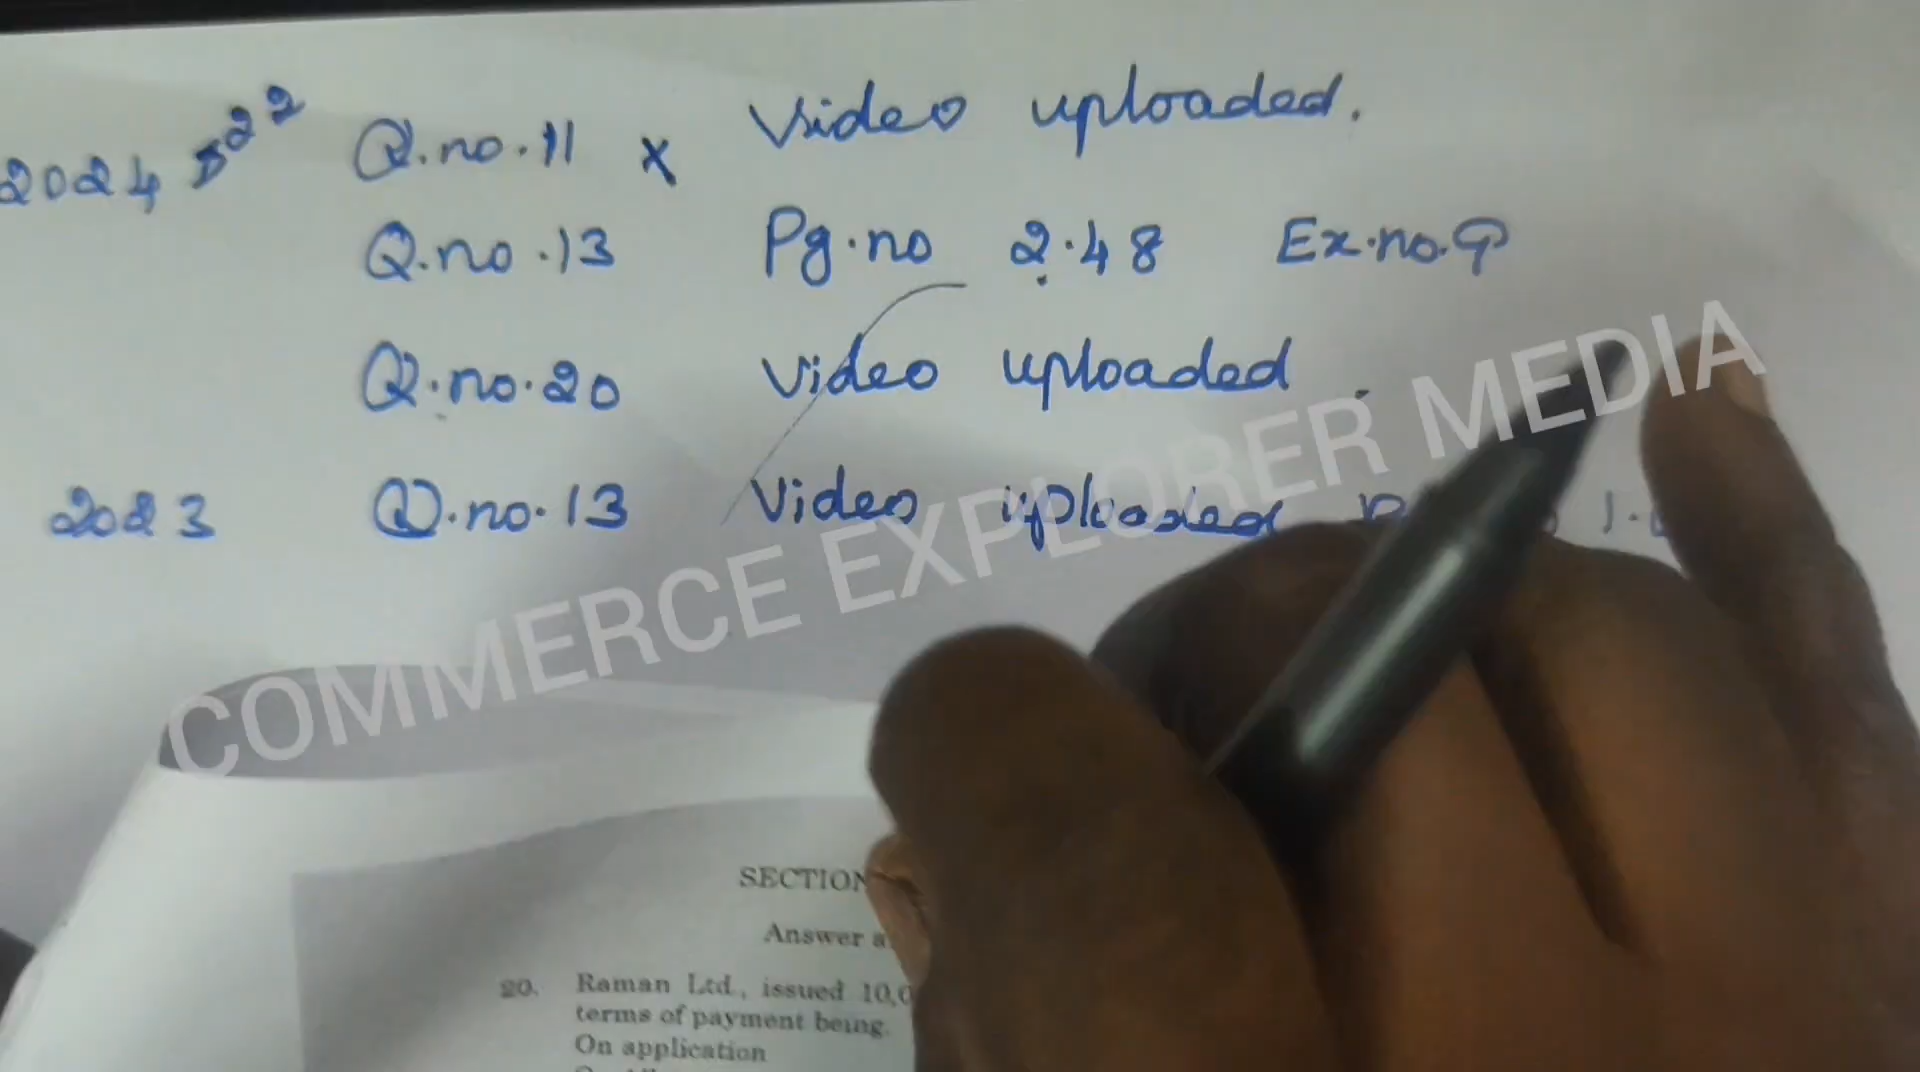 2024 22 Q.no.11 x Video uploaded.
Q.no.13 Pg.no 2.48 Ex.no.9
Q.no.20 Video uploaded.
2023 Q.no.13 Video uploaded
COMMERCE EXPLORER MEDIA
SECTION
Answer
20. Raman Ltd., issued
terms of payment being.
On application